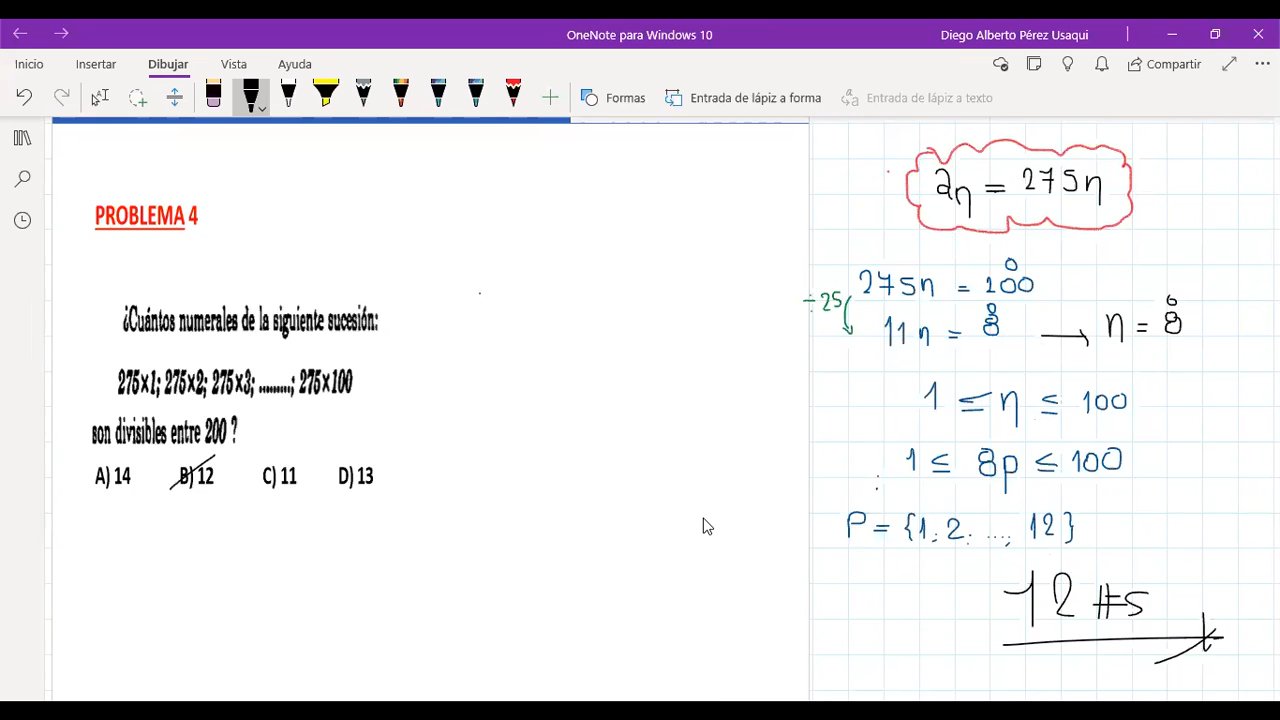 OneNote para Windows 10
Diego Alberto Pérez Usaqui
Inicio Insertar Dibujar Vista Ayuda
Compartir
Formas
Entrada de lápiz a forma
Entrada de lápiz a texto
PROBLEMA 4
¿Cuántos numerales de la siguiente sucesión:
275×1; 275×2; 275×3; .........; 275×100
son divisibles entre 200 ?
A) 14 B) 12 C) 11 D) 13
an = 275n
275n = 200°
÷25
11n = 8° → n = 8°
1 ≤ n ≤ 100
1 ≤ 8p ≤ 100
P = {1, 2, ..., 12}
12 #s